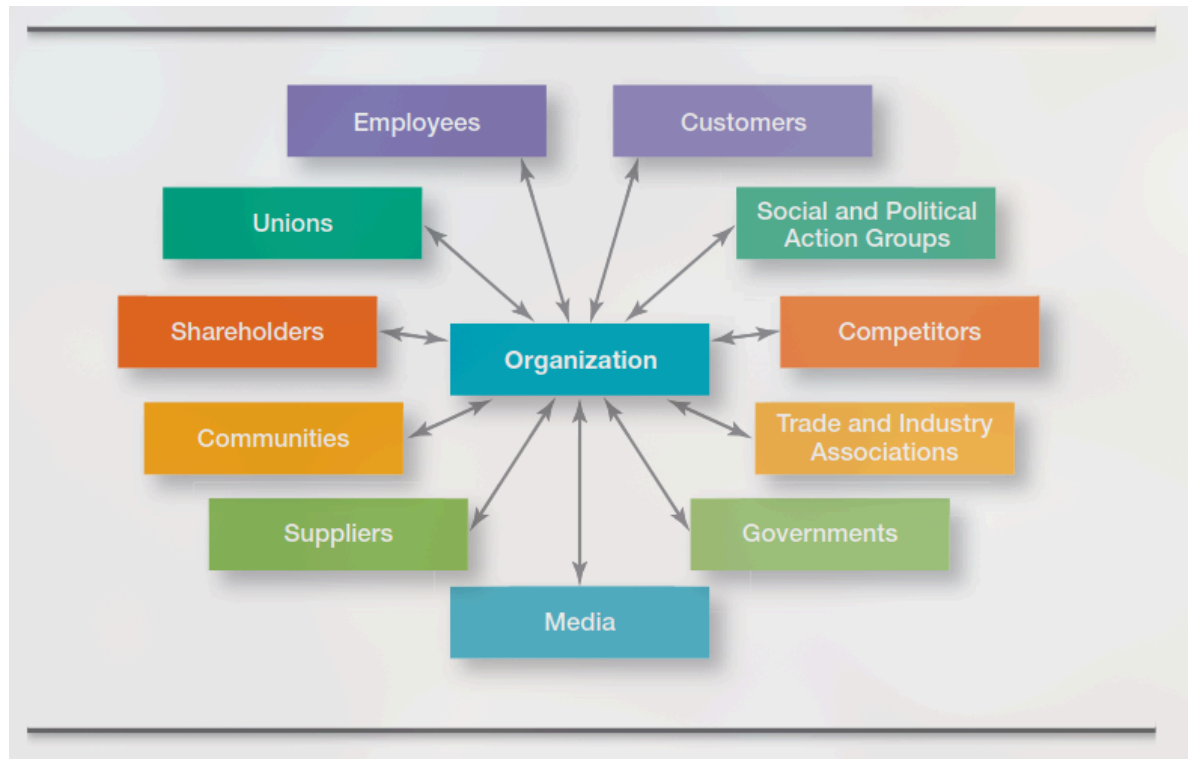 Employees
Customers
Unions
Social and Political
Action Groups
Shareholders
Organization
Competitors
Communities
Trade and Industry
Associations
Suppliers
Governments
Media